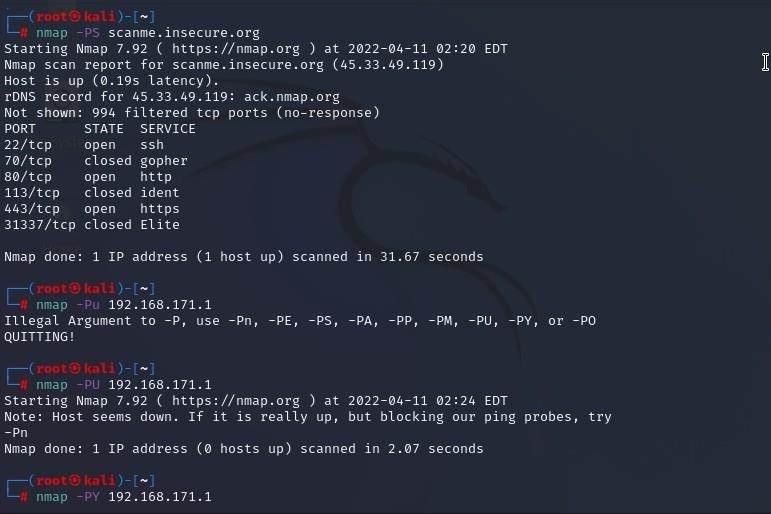 ┌──(root㉿kali)-[~]
└─# nmap -PS scanme.insecure.org
Starting Nmap 7.92 ( https://nmap.org ) at 2022-04-11 02:20 EDT
Nmap scan report for scanme.insecure.org (45.33.49.119)
Host is up (0.19s latency).
rDNS record for 45.33.49.119: ack.nmap.org
Not shown: 994 filtered tcp ports (no-response)
PORT      STATE  SERVICE
22/tcp    open   ssh
70/tcp    closed gopher
80/tcp    open   http
113/tcp   closed ident
443/tcp   open   https
31337/tcp closed Elite
Nmap done: 1 IP address (1 host up) scanned in 31.67 seconds
┌──(root㉿kali)-[~]
└─# nmap -Pu 192.168.171.1
Illegal Argument to -P, use -Pn, -PE, -PS, -PA, -PP, -PM, -PU, -PY, or -PO
QUITTING!
┌──(root㉿kali)-[~]
└─# nmap -PU 192.168.171.1
Starting Nmap 7.92 ( https://nmap.org ) at 2022-04-11 02:24 EDT
Note: Host seems down. If it is really up, but blocking our ping probes, try
-Pn
Nmap done: 1 IP address (0 hosts up) scanned in 2.07 seconds
┌──(root㉿kali)-[~]
└─# nmap -PY 192.168.171.1